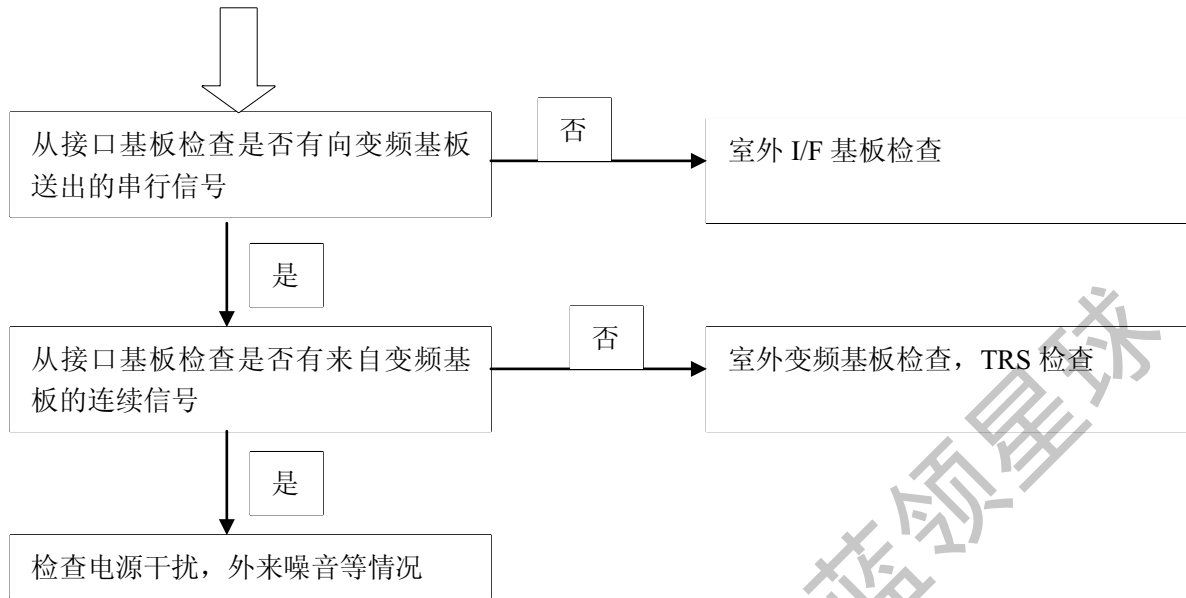 从接口基板检查是否有向变频基板
送出的串行信号
否
室外 I/F 基板检查
是
从接口基板检查是否有来自变频基
板的连续信号
否
室外变频基板检查，TRS 检查
是
检查电源干扰，外来噪音等情况
蓝领星球